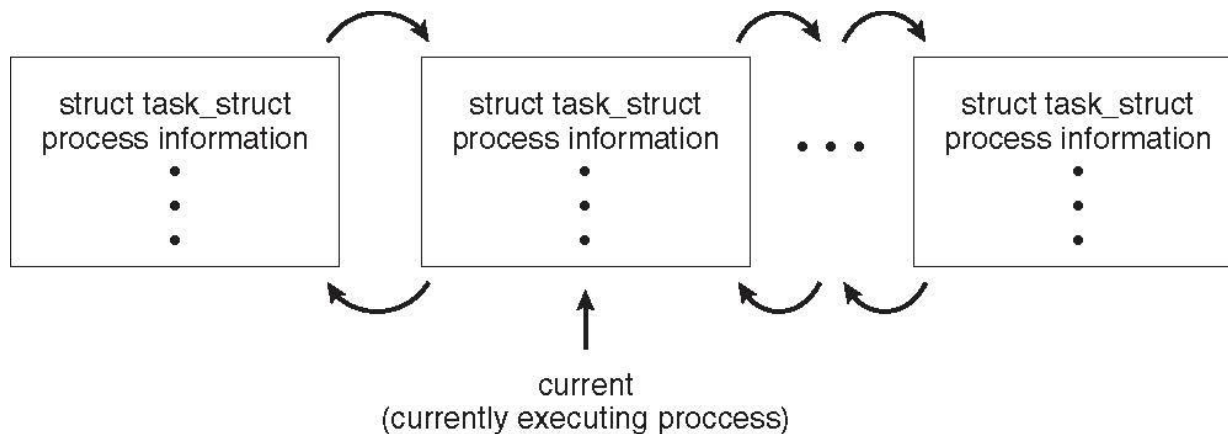 struct task_struct
process information
struct task_struct
process information
struct task_struct
process information
current
(currently executing proccess)